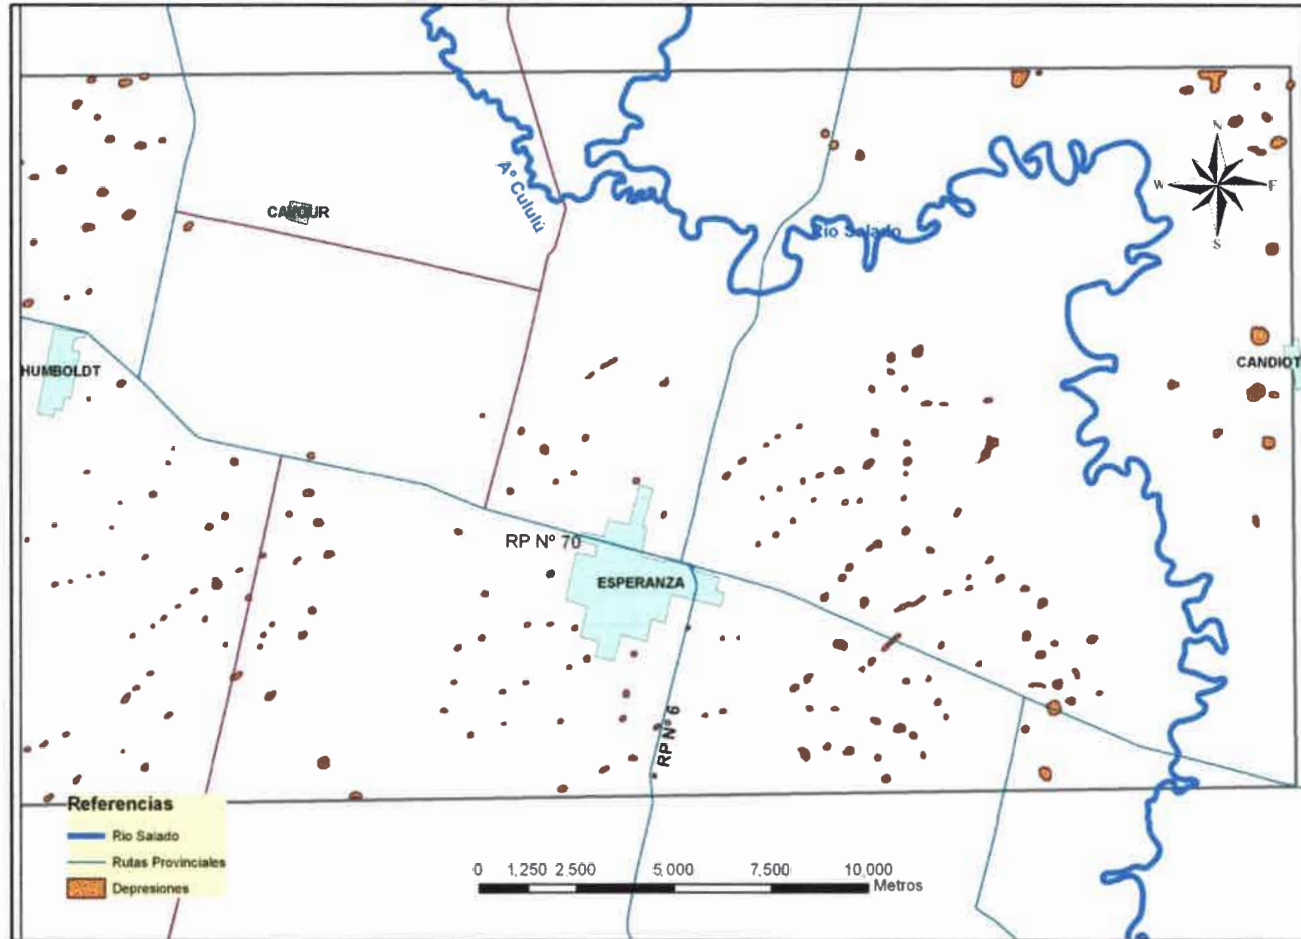 A° Cululú
N
W
E
S
CAVOUR
Río Salado
HUMBOLDT
CANDIOT
RP Nº 70
ESPERANZA
RP Nº 6
Referencias
Rio Salado
Rutas Provinciales
Depresiones
0 1,250 2,500 5,000 7,500 10,000
Metros